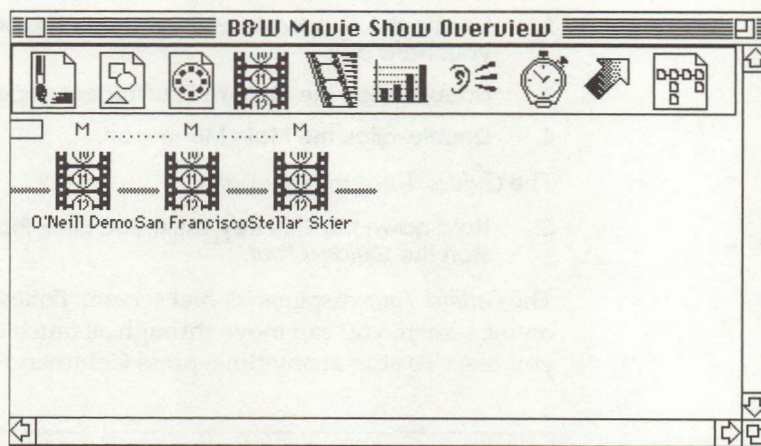 B&W Movie Show Overview
M M M
O'Neill Demo San Francisco Stellar Skier